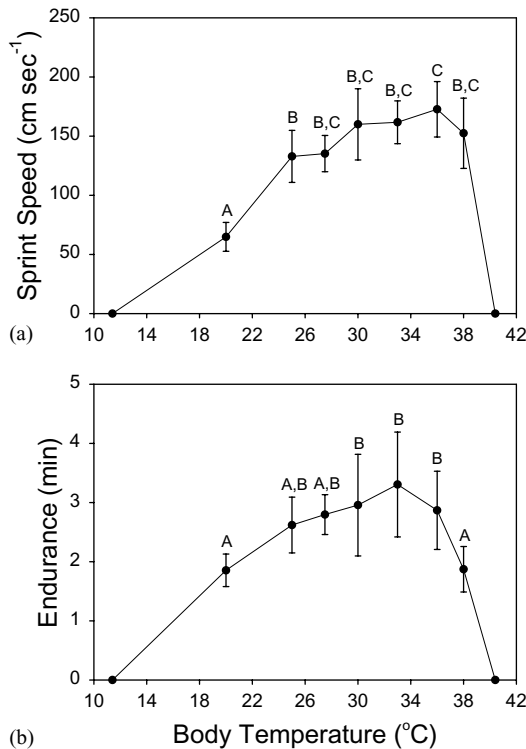 250
200
150
100
50
0
Sprint Speed (cm sec⁻¹)
A
B
B,C
B,C
B,C
C
B,C
(a)
10 14 18 22 26 30 34 38 42
5
4
3
2
1
0
Endurance (min)
A
A,B
A,B
B
B
B
A
10 14 18 22 26 30 34 38 42
(b)
Body Temperature (°C)